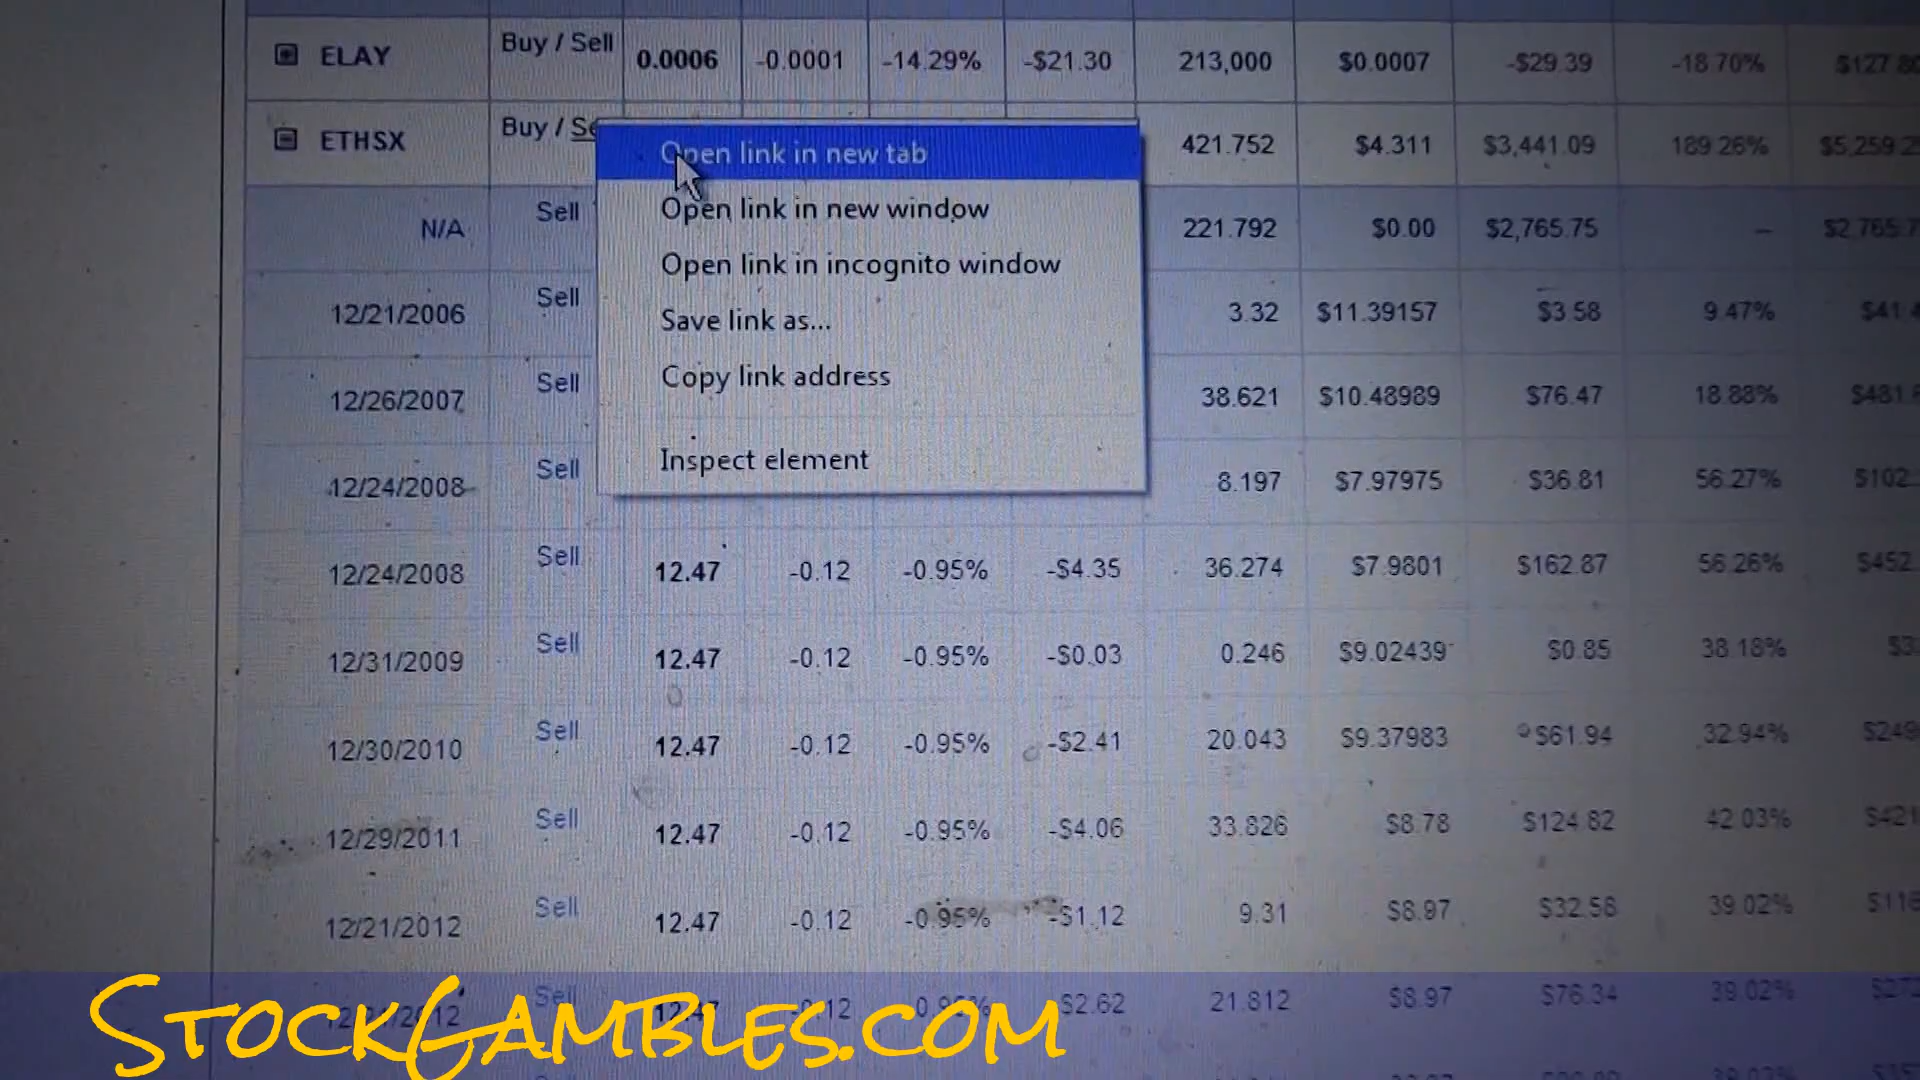 ELAY Buy / Sell 0.0006 -0.0001 -14.29% -$21.30 213,000 $0.0007 -$29.39 -18.70%
ETHSX Buy / 421.752 $4.311 $3,441.09 189.26%
Open link in new tab
N/A Sell 221.792 $0.00 $2,765.75 –
Open link in new window
Open link in incognito window
12/21/2006 Sell 3.32 $11.39157 $3.58 9.47%
Save link as...
12/26/2007 Sell 38.621 $10.48989 $76.47 18.88%
Copy link address
12/24/2008 Sell 8.197 $7.97975 $36.81 56.27%
Inspect element
12/24/2008 Sell 12.47 -0.12 -0.95% -$4.35 36.274 $7.9801 $162.87 56.26%
12/31/2009 Sell 12.47 -0.12 -0.95% -$0.03 0.246 $9.02439 $0.85 38.18%
12/30/2010 Sell 12.47 -0.12 -0.95% -$2.41 20.043 $9.37983 $61.94 32.94%
12/29/2011 Sell 12.47 -0.12 -0.95% -$4.06 33.826 $8.78 $124.82 42.03%
12/21/2012 Sell 12.47 -0.12 -0.95% -$1.12 9.31 $8.97 $32.58 39.02%
Sell $2.62 21.812 $8.97 $76.34 39.02%
StockGambles.com